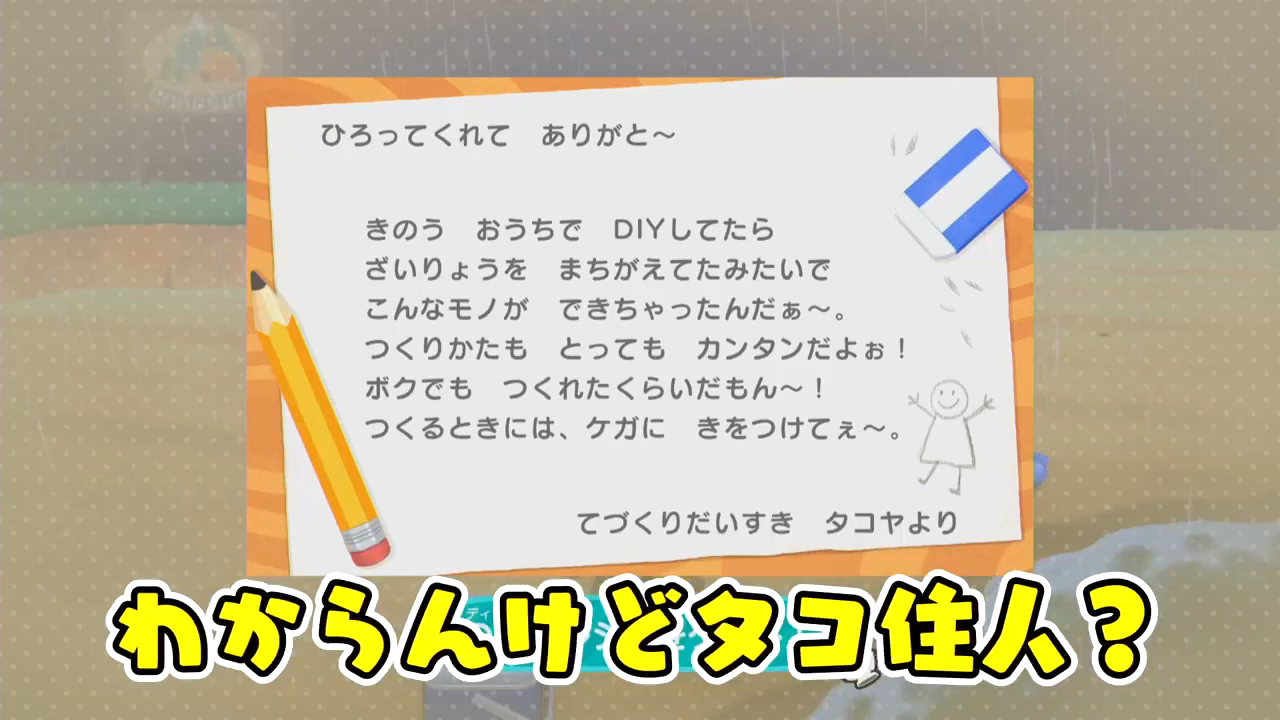 ひろってくれて　ありがと～
きのう　おうちで　DIYしてたら
ざいりょうを　まちがえてたみたいで
こんなモノが　できちゃったんだぁ～。
つくりかたも　とっても　カンタンだよぉ！
ボクでも　つくれたくらいだもん～！
つくるときには、ケガに　きをつけてぇ～。
てづくりだいすき　タコヤより
わからんけどタコ住人？